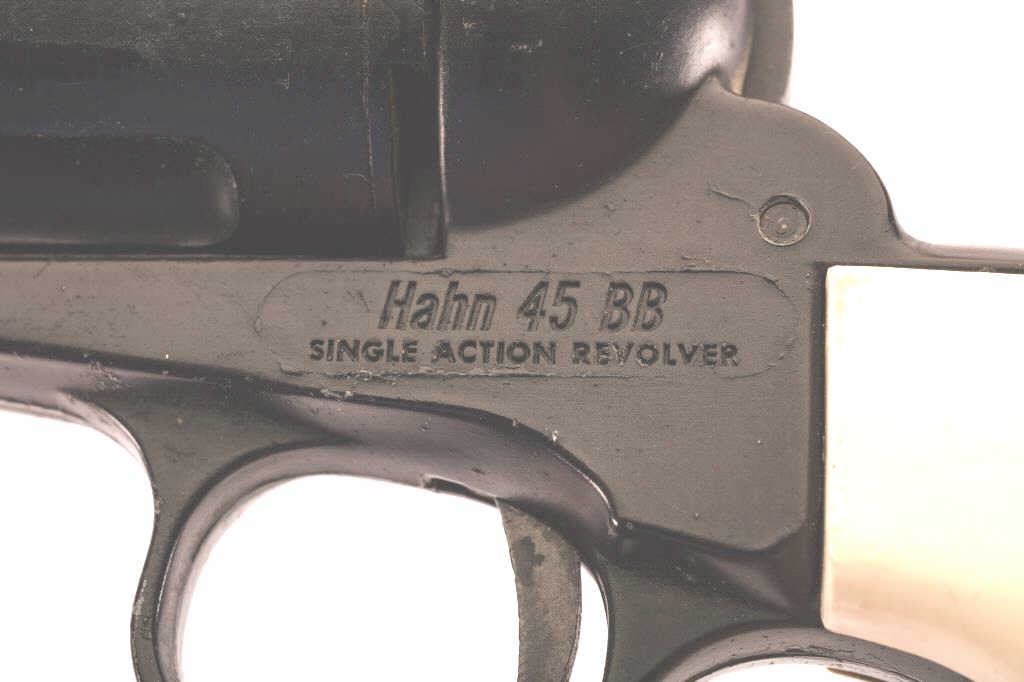 Hahn 45 BB
SINGLE ACTION REVOLVER